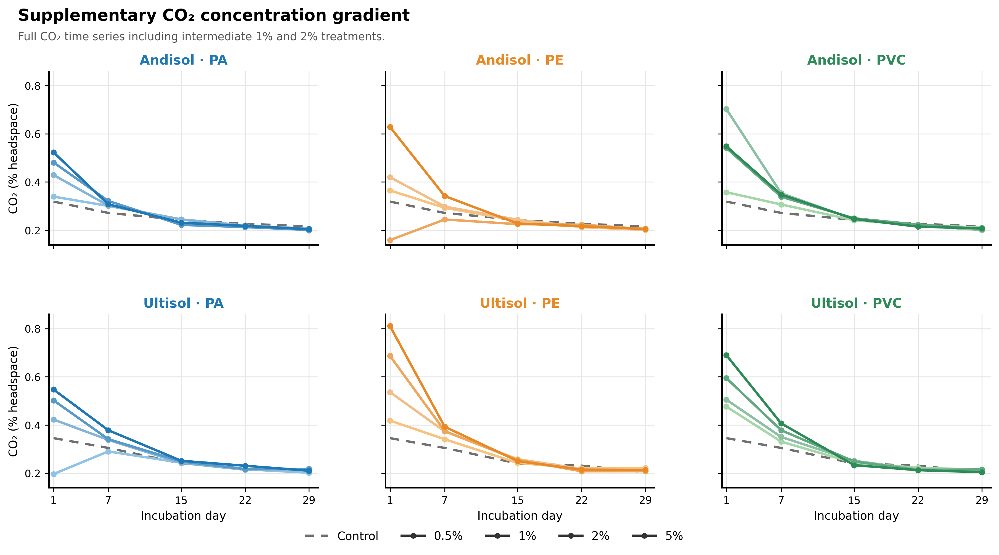 Supplementary CO₂ concentration gradient
Full CO₂ time series including intermediate 1% and 2% treatments.
Andisol · PA
Andisol · PE
Andisol · PVC
CO₂ (% headspace)
0.8
0.6
0.4
0.2
Ultisol · PA
Ultisol · PE
Ultisol · PVC
CO₂ (% headspace)
0.8
0.6
0.4
0.2
1 7 15 22 29
1 7 15 22 29
1 7 15 22 29
Incubation day
Incubation day
Incubation day
Control 0.5% 1% 2% 5%